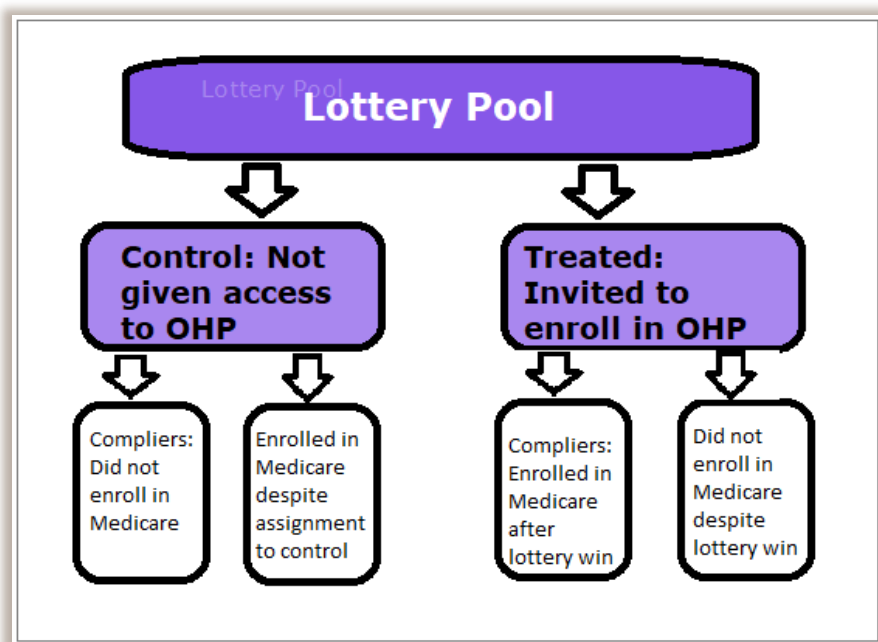 Lottery Pool
Lottery Pool
Control: Not
given access
to OHP
Treated:
Invited to
enroll in OHP
Compliers:
Did not
enroll in
Medicare
Enrolled in
Medicare
despite
assignment
to control
Compliers:
Enrolled in
Medicare
after
lottery win
Did not
enroll in
Medicare
despite
lottery win